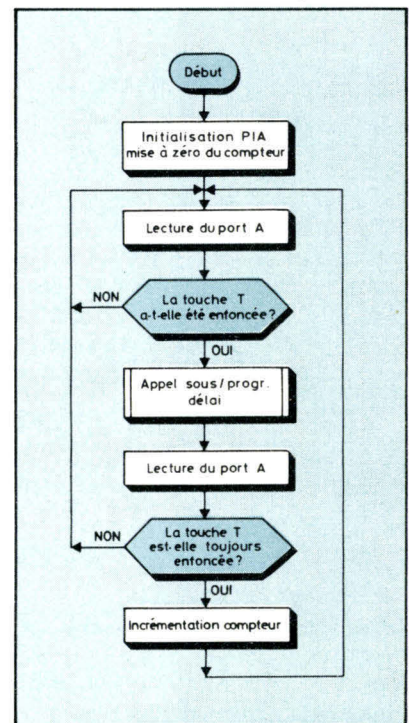 Début
Initialisation PIA
mise à zéro du compteur
Lecture du port A
NON
La touche T
a-t-elle été enfoncée?
OUI
Appel sous/progr.
délai
Lecture du port A
NON
La touche T
est-elle toujours
enfoncée?
OUI
Incrémentation compteur